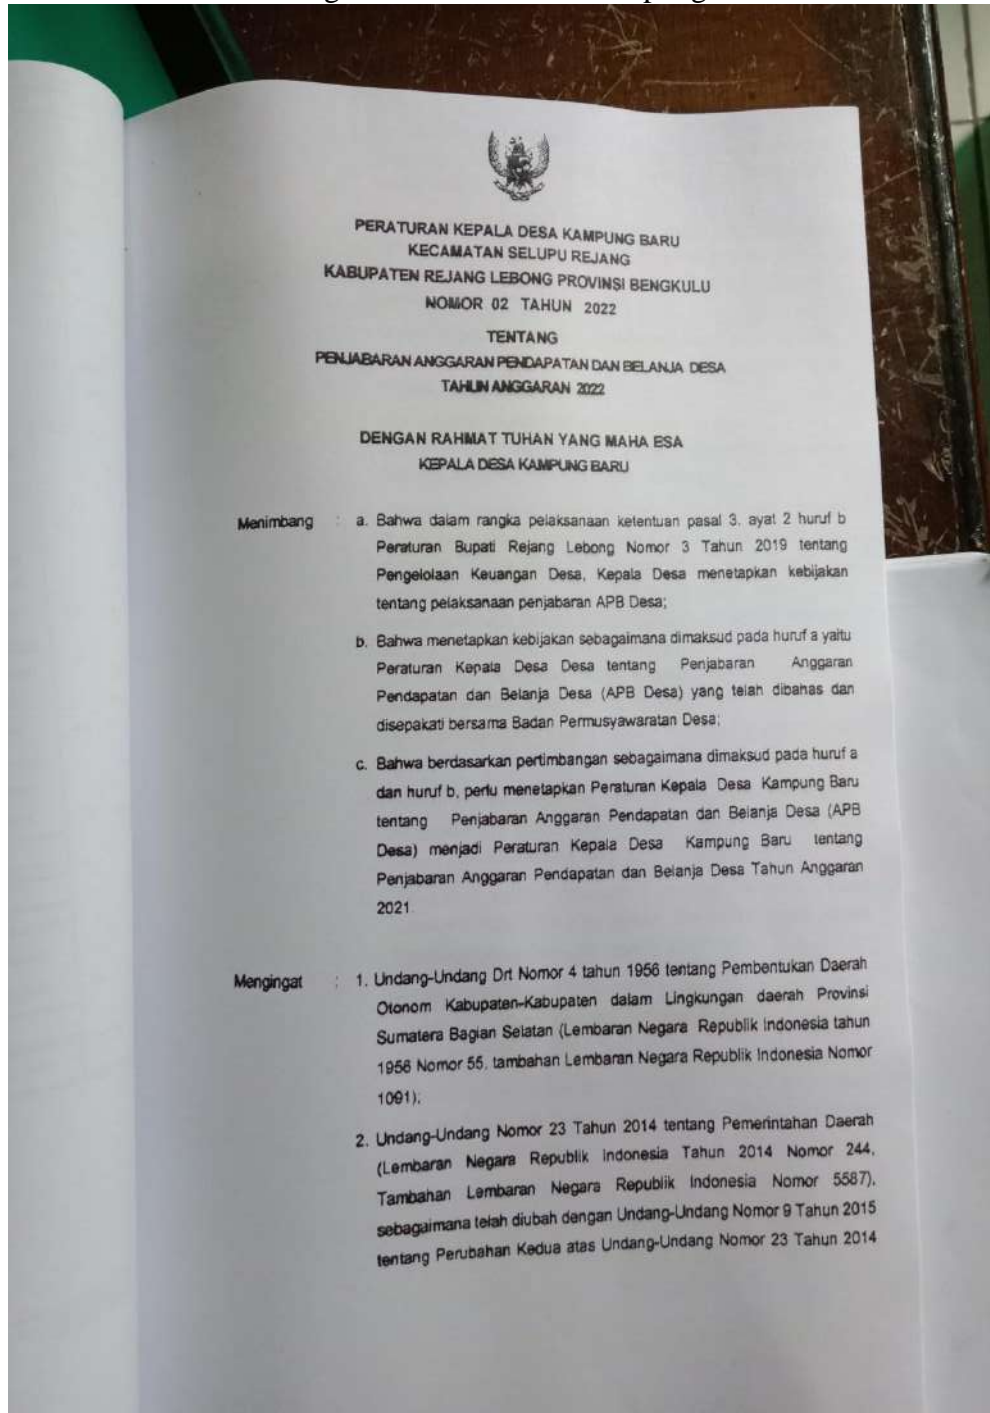 PERATURAN KEPALA DESA KAMPUNG BARU
KECAMATAN SELUPU REJANG
KABUPATEN REJANG LEBONG PROVINSI BENGKULU
NOMOR 02 TAHUN 2022
TENTANG
PENJABARAN ANGGARAN PENDAPATAN DAN BELANJA DESA
TAHUN ANGGARAN 2022
DENGAN RAHMAT TUHAN YANG MAHA ESA
KEPALA DESA KAMPUNG BARU
Menimbang : a. Bahwa dalam rangka pelaksanaan ketentuan pasal 3, ayat 2 huruf b
Peraturan Bupati Rejang Lebong Nomor 3 Tahun 2019 tentang
Pengelolaan Keuangan Desa, Kepala Desa menetapkan kebijakan
tentang pelaksanaan penjabaran APB Desa;
b. Bahwa menetapkan kebijakan sebagaimana dimaksud pada huruf a yaitu
Peraturan Kepala Desa Desa tentang Penjabaran Anggaran
Pendapatan dan Belanja Desa (APB Desa) yang telah dibahas dan
disepakati bersama Badan Permusyawaratan Desa;
c. Bahwa berdasarkan pertimbangan sebagaimana dimaksud pada huruf a
dan huruf b, perlu menetapkan Peraturan Kepala Desa Kampung Baru
tentang Penjabaran Anggaran Pendapatan dan Belanja Desa (APB
Desa) menjadi Peraturan Kepala Desa Kampung Baru tentang
Penjabaran Anggaran Pendapatan dan Belanja Desa Tahun Anggaran
2021.
Mengingat : 1. Undang-Undang Drt Nomor 4 tahun 1956 tentang Pembentukan Daerah
Otonom Kabupaten-Kabupaten dalam Lingkungan daerah Provinsi
Sumatera Bagian Selatan (Lembaran Negara Republik Indonesia tahun
1956 Nomor 55, tambahan Lembaran Negara Republik Indonesia Nomor
1091);
2. Undang-Undang Nomor 23 Tahun 2014 tentang Pemerintahan Daerah
(Lembaran Negara Republik Indonesia Tahun 2014 Nomor 244,
Tambahan Lembaran Negara Republik Indonesia Nomor 5587),
sebagaimana telah diubah dengan Undang-Undang Nomor 9 Tahun 2015
tentang Perubahan Kedua atas Undang-Undang Nomor 23 Tahun 2014